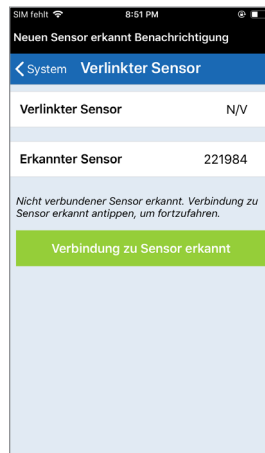 SIM fehlt 8:51 PM
Neuen Sensor erkannt Benachrichtigung
System Verlinkter Sensor
Verlinkter Sensor N/V
Erkannter Sensor 221984
Nicht verbundener Sensor erkannt. Verbindung zu
Sensor erkannt antippen, um fortzufahren.
Verbindung zu Sensor erkannt